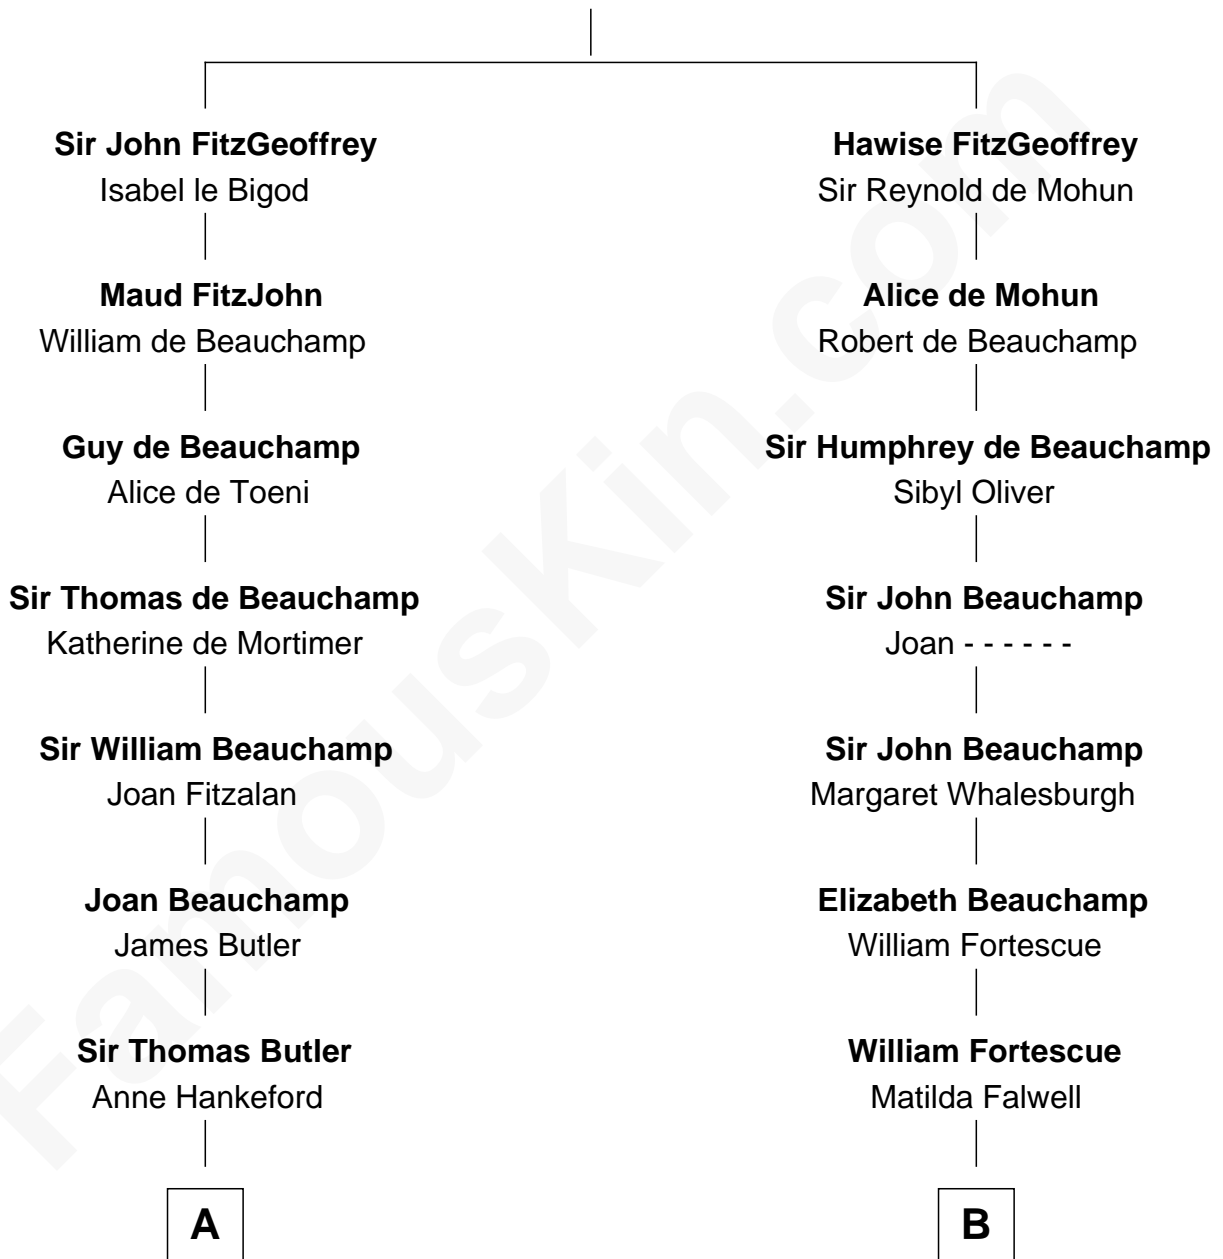 Sir John FitzGeoffrey
Isabel le Bigod
Maud FitzJohn
William de Beauchamp
Guy de Beauchamp
Alice de Toeni
Sir Thomas de Beauchamp
Katherine de Mortimer
Sir William Beauchamp
Joan Fitzalan
Joan Beauchamp
James Butler
Sir Thomas Butler
Anne Hankeford
A
Hawise FitzGeoffrey
Sir Reynold de Mohun
Alice de Mohun
Robert de Beauchamp
Sir Humphrey de Beauchamp
Sibyl Oliver
Sir John Beauchamp
Joan - - - - - -
Sir John Beauchamp
Margaret Whalesburgh
Elizabeth Beauchamp
William Fortescue
William Fortescue
Matilda Falwell
B
FamousKin.com